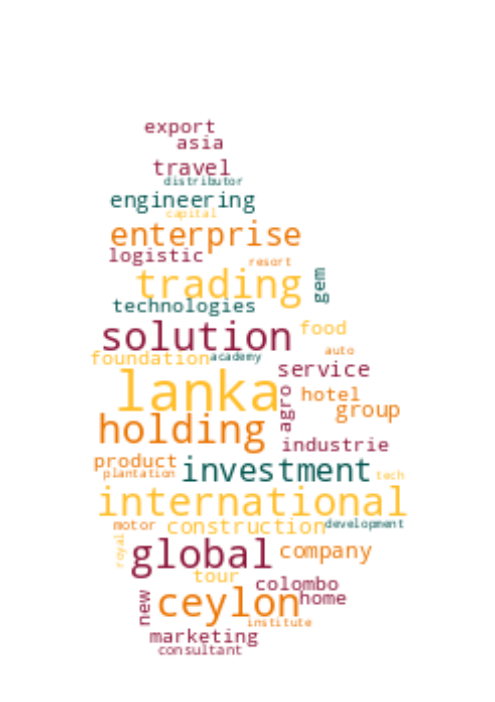 export
asia
travel
distributor
engineering
capital
enterprise
logistic
resort
trading
gem
technologies
solution
food
auto
foundation
academy
service
lanka
hotel
agro
group
holding
industrie
product
investment
plantation
tech
international
motor
construction
development
royal
global
company
tour
colombo
new
ceylon
home
institute
marketing
consultant